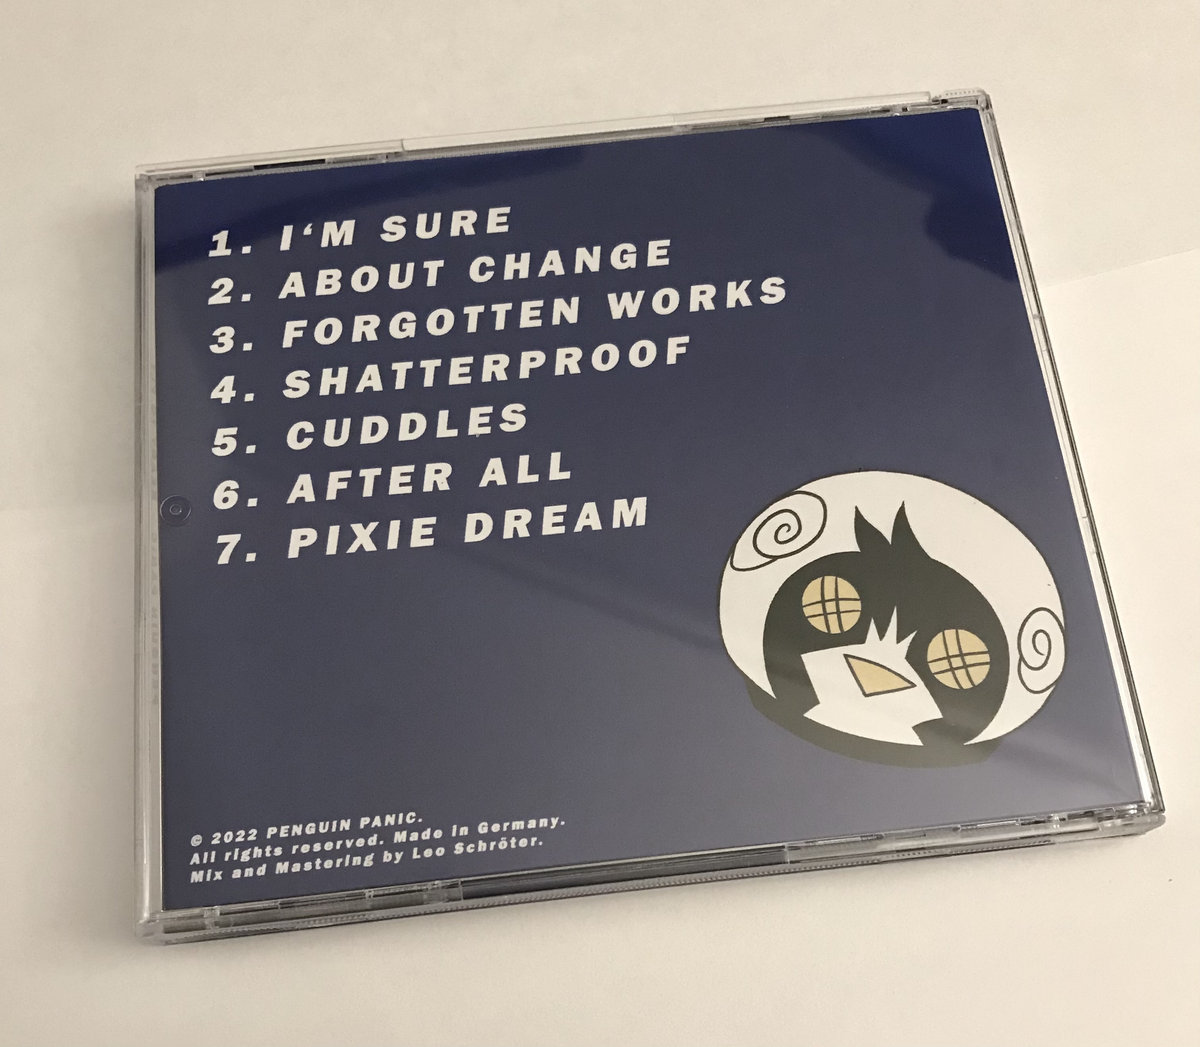 1. I‘M SURE
2. ABOUT CHANGE
3. FORGOTTEN WORKS
4. SHATTERPROOF
5. CUDDLES
6. AFTER ALL
7. PIXIE DREAM
© 2022 PENGUIN PANIC.
All rights reserved. Made in Germany.
Mix and Mastering by Leo Schröter.